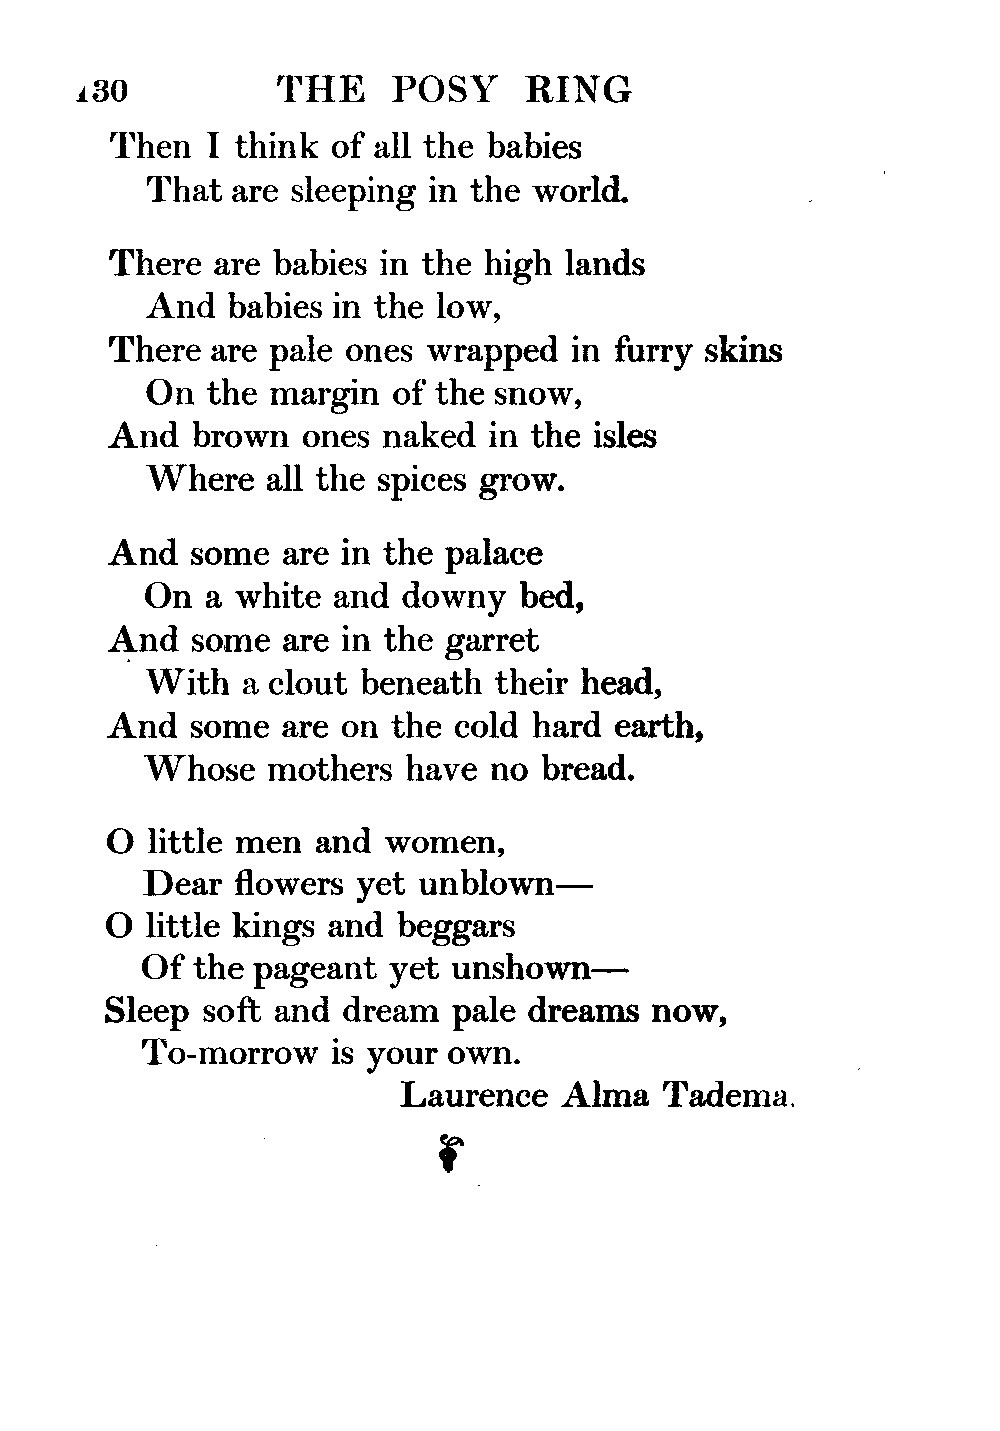 130 THE POSY RING
Then I think of all the babies
That are sleeping in the world.
There are babies in the high lands
And babies in the low,
There are pale ones wrapped in furry skins
On the margin of the snow,
And brown ones naked in the isles
Where all the spices grow.
And some are in the palace
On a white and downy bed,
And some are in the garret
With a clout beneath their head,
And some are on the cold hard earth,
Whose mothers have no bread.
O little men and women,
Dear flowers yet unblown—
O little kings and beggars
Of the pageant yet unshown—
Sleep soft and dream pale dreams now,
To-morrow is your own.
Laurence Alma Tadema.